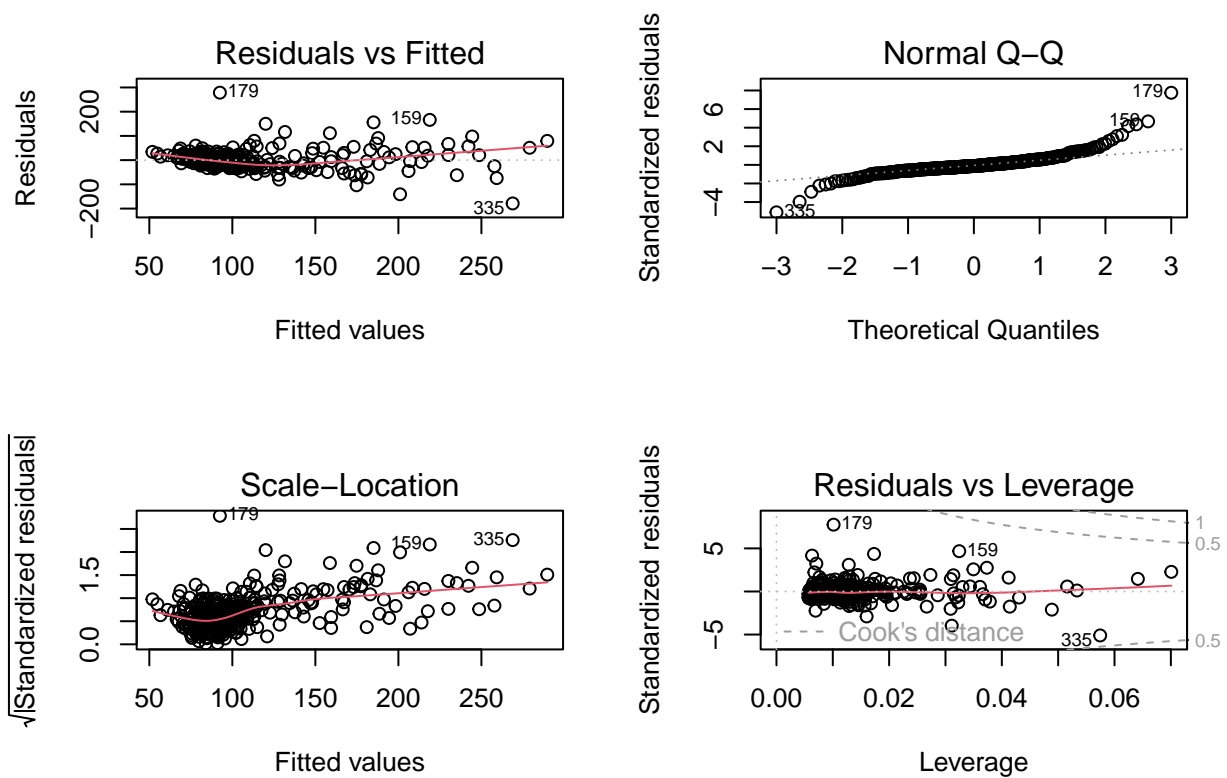 Residuals vs Fitted
Residuals
−200
200
179
159
335
50 100 150 200 250
Fitted values
Normal Q−Q
Standardized residuals
−4
2
6
179
159
335
−3 −2 −1 0 1 2 3
Theoretical Quantiles
Scale−Location
√|Standardized residuals|
0.0
1.5
179
159
335
50 100 150 200 250
Fitted values
Residuals vs Leverage
Standardized residuals
−5
5
179
159
335
Cook's distance
1
0.5
0.5
0.00 0.02 0.04 0.06
Leverage